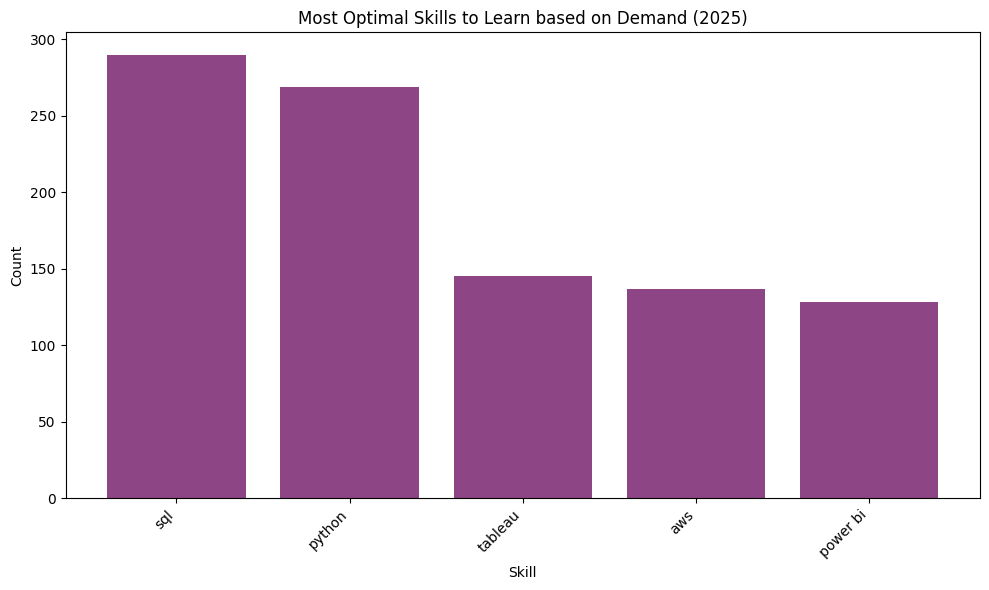 Most Optimal Skills to Learn based on Demand (2025)
300
250
200
150
100
50
0
Count
sql
python
tableau
aws
power bi
Skill